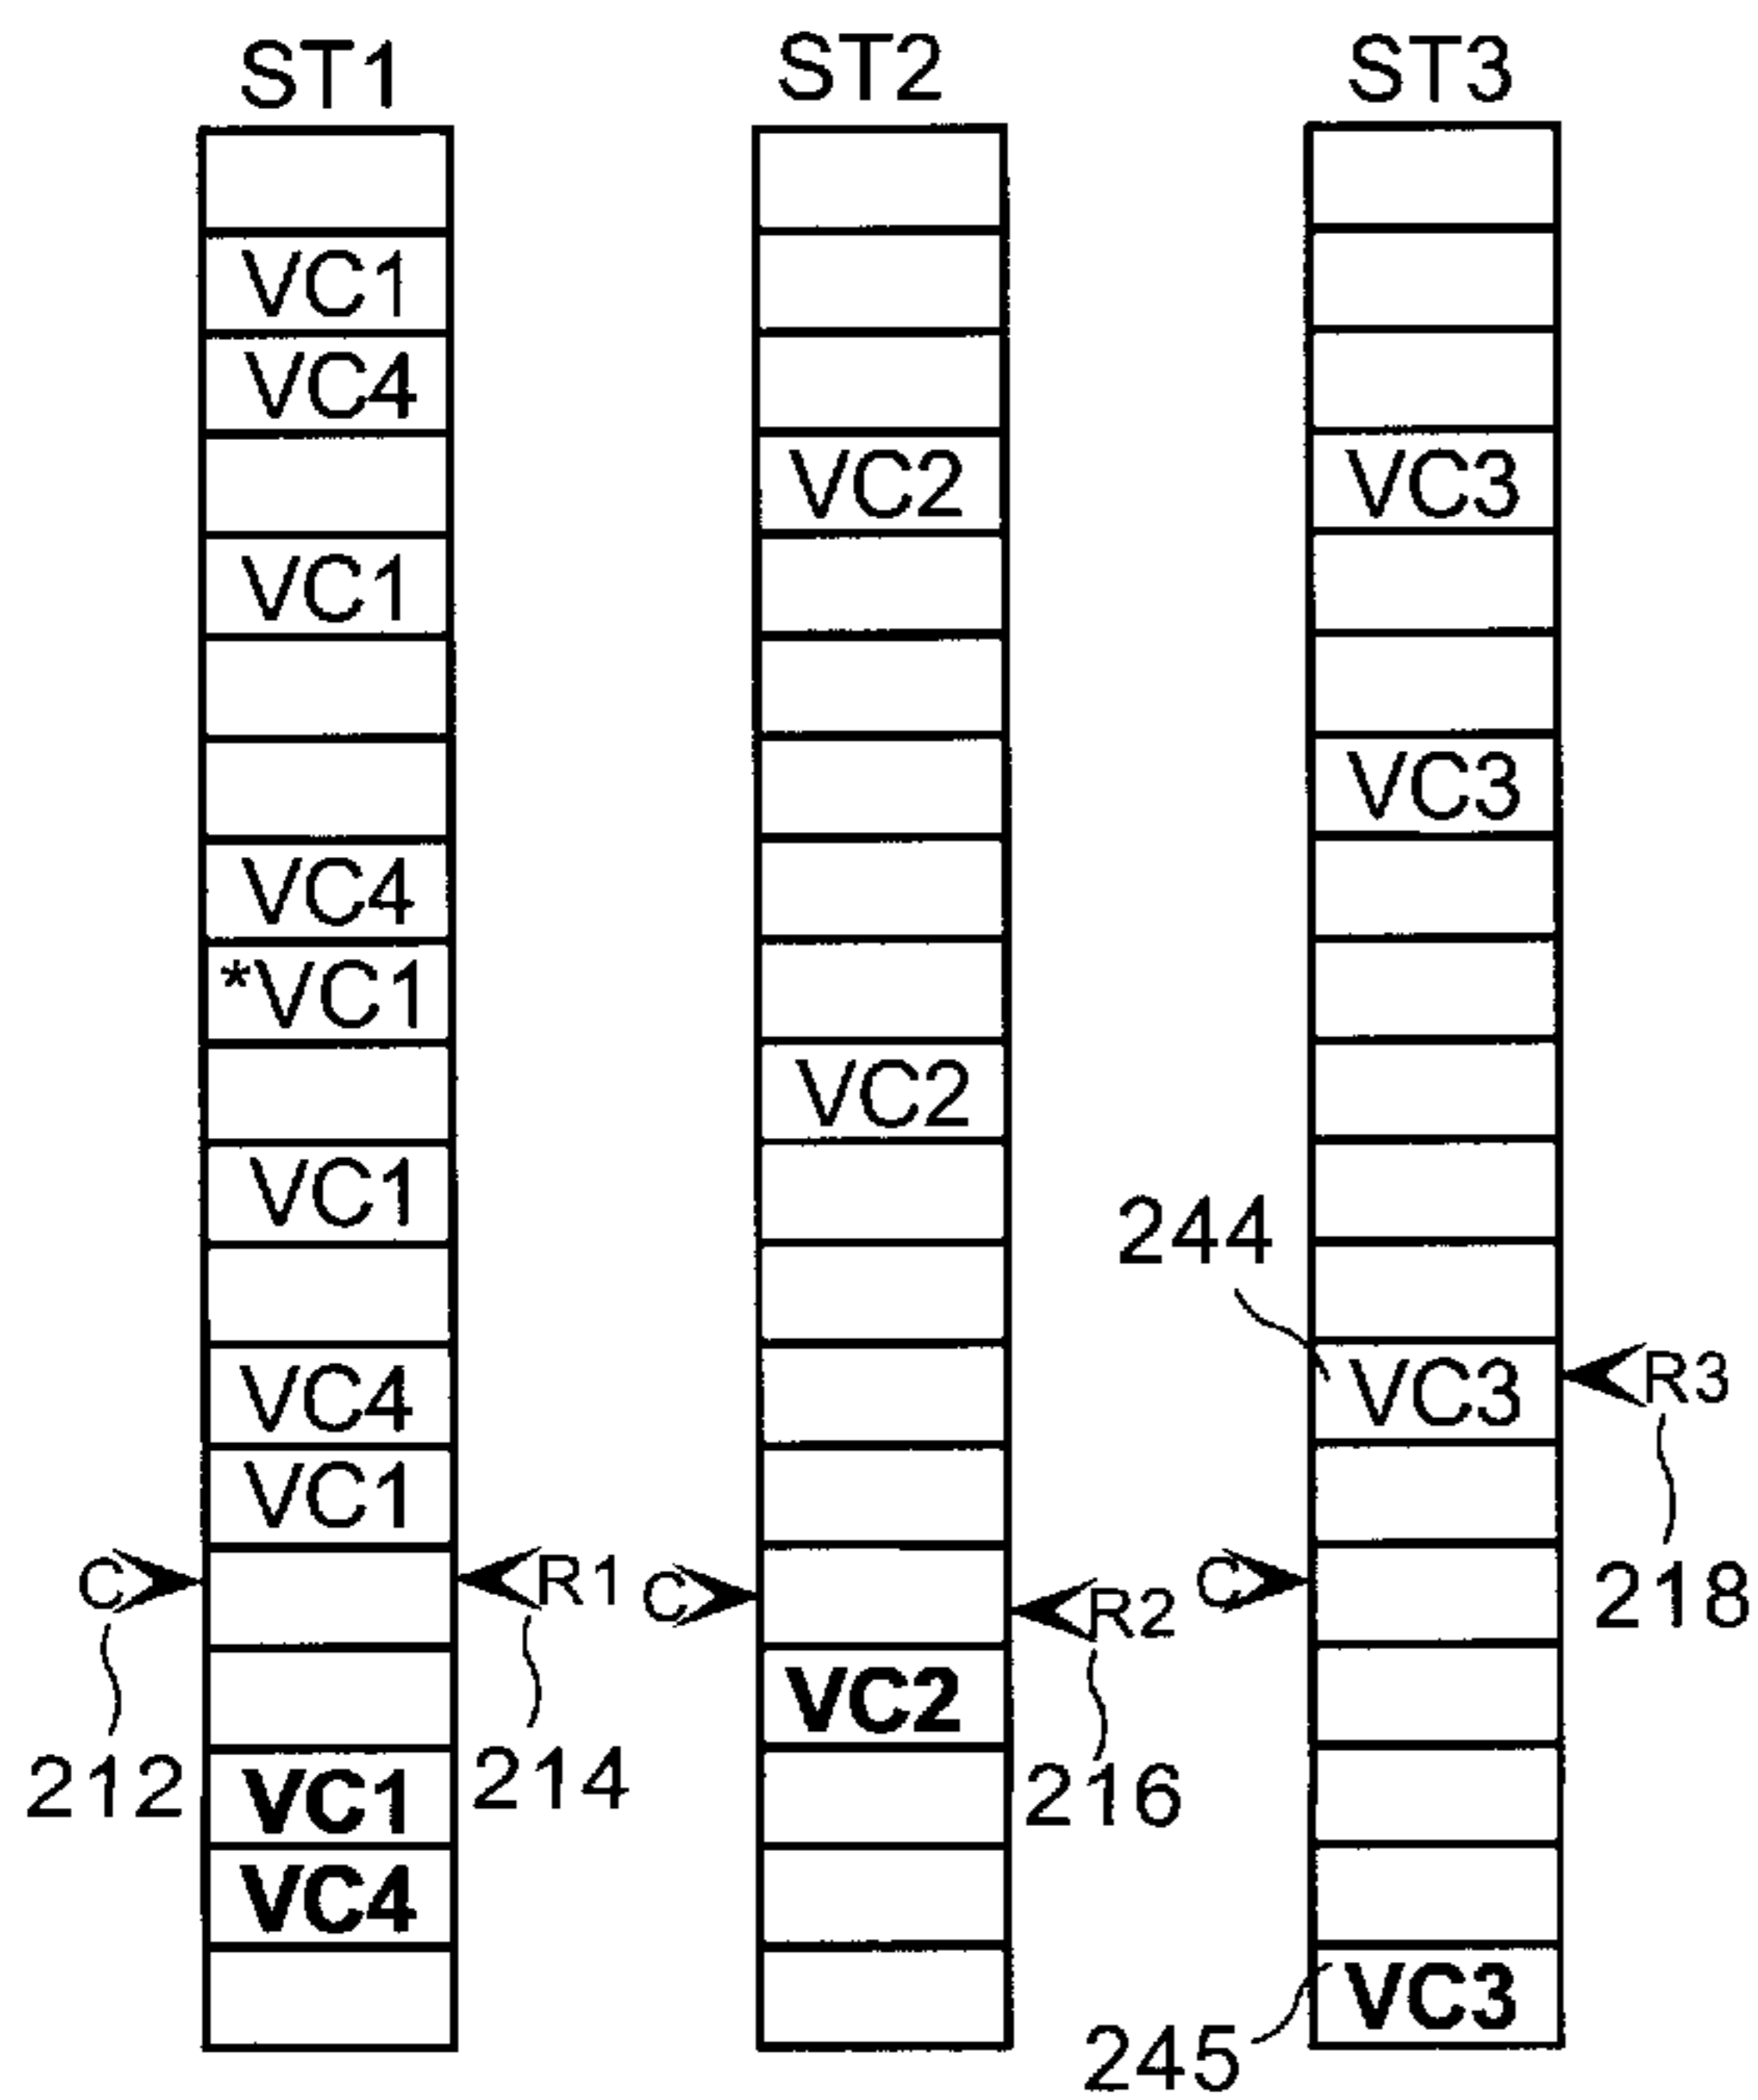 ST1 ST2 ST3
VC1
VC4
VC2 VC3
VC1
VC3
VC4
*VC1
VC2
VC1
244
VC4 VC3 R3
VC1
C R1 C R2 C 218
VC2
212 VC1 214 216
VC4
VC3
245